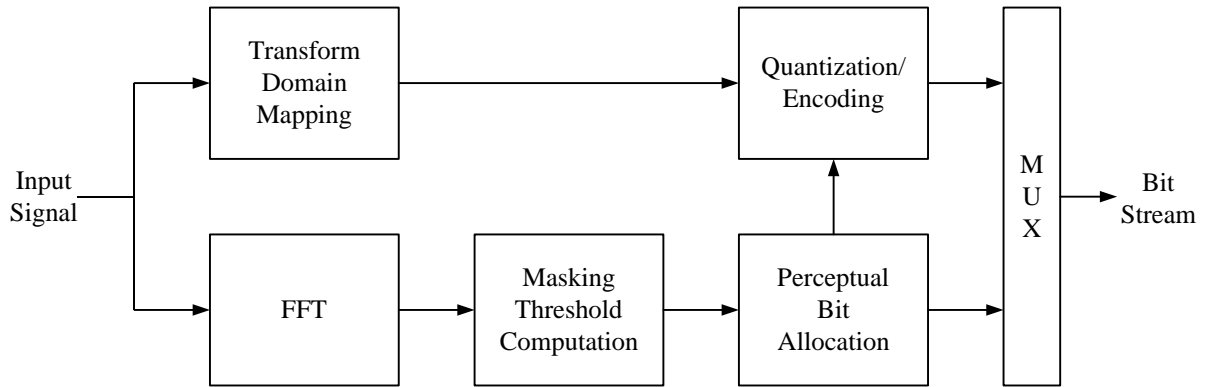 Transform
Domain
Mapping
Quantization/
Encoding
Input
Signal
M
U
X
Bit
Stream
FFT
Masking
Threshold
Computation
Perceptual
Bit
Allocation